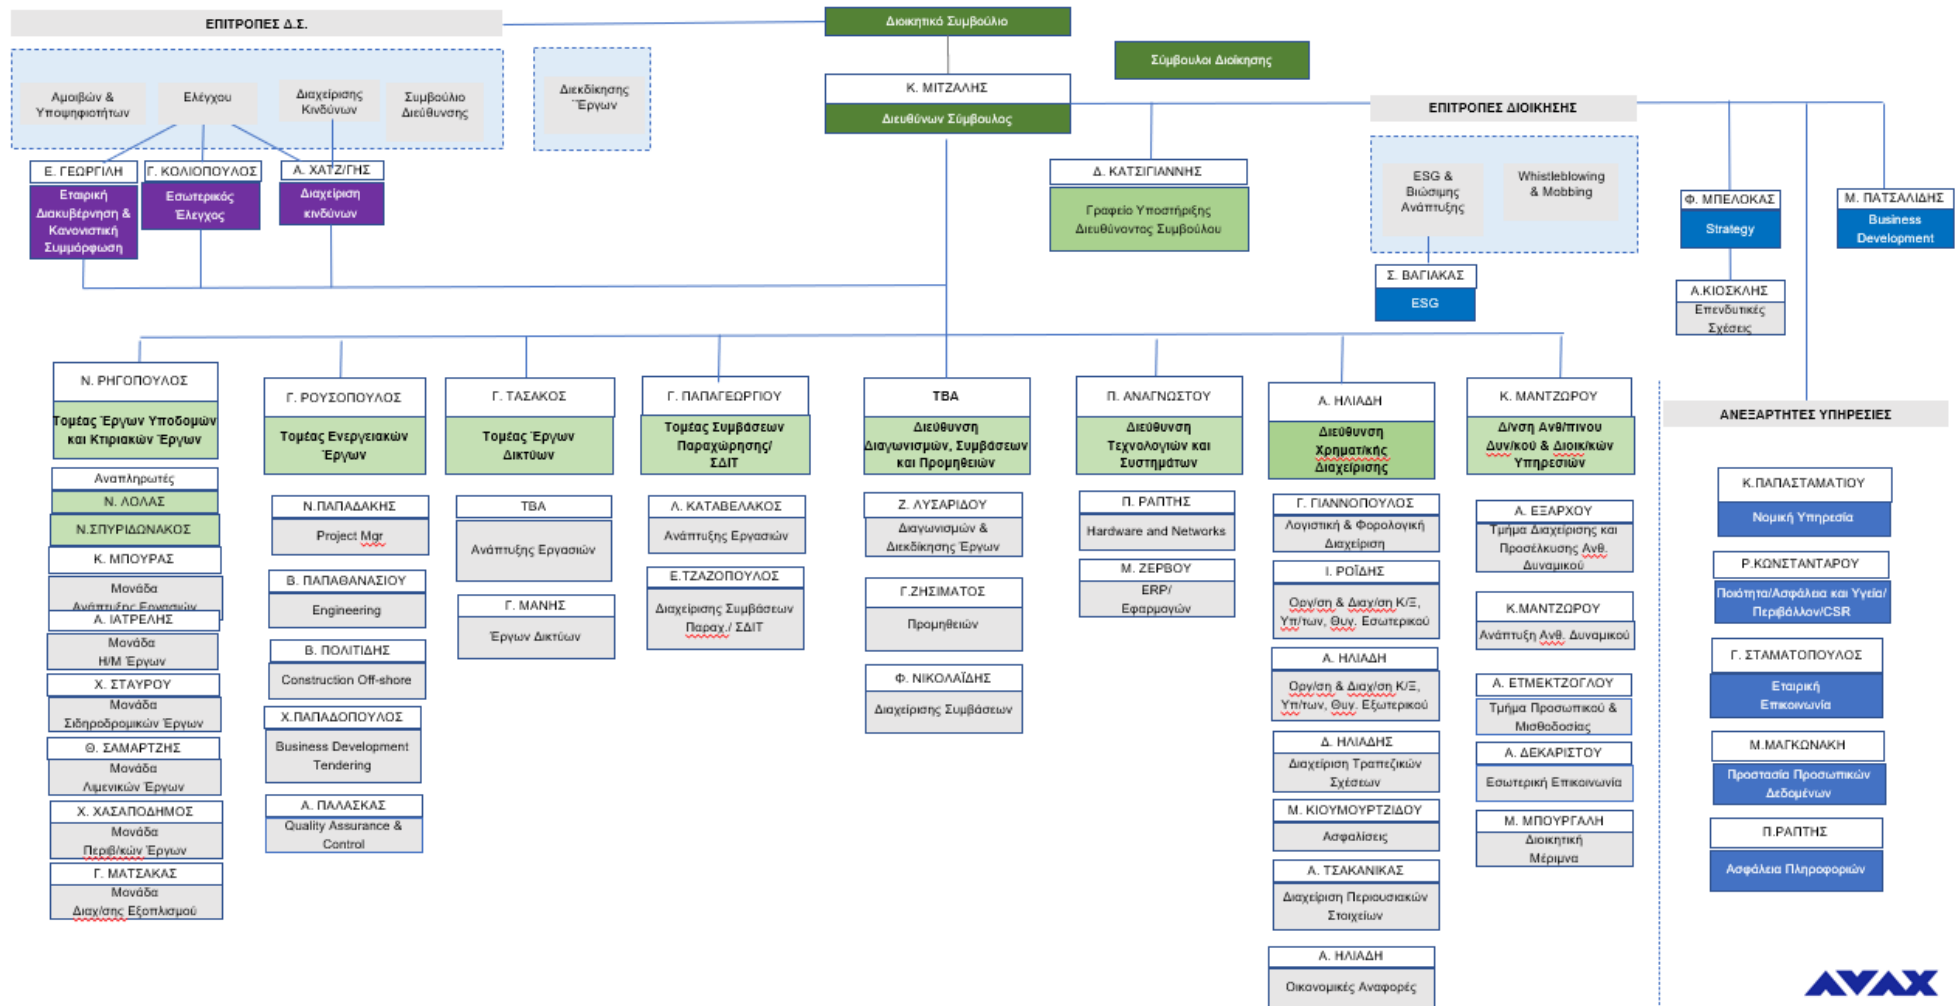 ΕΠΙΤΡΟΠΕΣ Δ.Σ.
Διοικητικό Συμβούλιο
Σύμβουλοι Διοίκησης
Αμοιβών &
Υποψηφιοτήτων
Ελέγχου
Διαχείρισης
Κινδύνων
Συμβούλιο
Διεύθυνσης
Διεκδίκησης
Έργων
Κ. ΜΙΤΖΑΛΗΣ
Διευθύνων Σύμβουλος
ΕΠΙΤΡΟΠΕΣ ΔΙΟΙΚΗΣΗΣ
ESG &
Βιώσιμης
Ανάπτυξης
Whistleblowing
& Mobbing
Ε. ΓΕΩΡΓΙΛΗ
Εταιρική
Διακυβέρνηση &
Κανονιστική
Συμμόρφωση
Γ. ΚΟΛΙΟΠΟΥΛΟΣ
Εσωτερικός
Έλεγχος
Α. ΧΑΤΖ/ΓΗΣ
Διαχείριση
κινδύνων
Δ. ΚΑΤΣΙΓΙΑΝΝΗΣ
Γραφείο Υποστήριξης
Διευθύνοντος Συμβούλου
Σ. ΒΑΓΙΑΚΑΣ
ESG
Φ. ΜΠΕΛΟΚΑΣ
Strategy
Α.ΚΙΟΣΚΛΗΣ
Επενδυτικές
Σχέσεις
Μ. ΠΑΤΣΑΛΙΔΗΣ
Business
Development
Ν. ΡΗΓΟΠΟΥΛΟΣ
Τομέας Έργων Υποδομών
και Κτιριακών Έργων
Αναπληρωτές
Ν. ΛΟΛΑΣ
Ν.ΣΠΥΡΙΔΩΝΑΚΟΣ
Κ. ΜΠΟΥΡΑΣ
Μονάδα
Ανάπτυξης Εργασιών
Α. ΙΑΤΡΕΛΗΣ
Μονάδα
Η/Μ Έργων
Χ. ΣΤΑΥΡΟΥ
Μονάδα
Σιδηροδρομικών Έργων
Θ. ΣΑΜΑΡΤΖΗΣ
Μονάδα
Λιμενικών Έργων
Χ. ΧΑΣΑΠΟΔΗΜΟΣ
Μονάδα
Περιβ/κών Έργων
Γ. ΜΑΤΣΑΚΑΣ
Μονάδα
Διαχ/σης Εξοπλισμού
Γ. ΡΟΥΣΟΠΟΥΛΟΣ
Τομέας Ενεργειακών
Έργων
Ν.ΠΑΠΑΔΑΚΗΣ
Project Mgr
Β. ΠΑΠΑΘΑΝΑΣΙΟΥ
Engineering
Β. ΠΟΛΙΤΙΔΗΣ
Construction Off-shore
Χ.ΠΑΠΑΔΟΠΟΥΛΟΣ
Business Development
Tendering
Α. ΠΑΛΑΣΚΑΣ
Quality Assurance &
Control
Γ. ΤΑΣΑΚΟΣ
Τομέας Έργων
Δικτύων
TBA
Ανάπτυξης Εργασιών
Γ. ΜΑΝΗΣ
Έργων Δικτύων
Γ. ΠΑΠΑΓΕΩΡΓΙΟΥ
Τομέας Συμβάσεων
Παραχώρησης/
ΣΔΙΤ
Λ. ΚΑΤΑΒΕΛΑΚΟΣ
Ανάπτυξης Εργασιών
Ε.ΤΖΑΖΟΠΟΥΛΟΣ
Διαχείρισης Συμβάσεων
Παραχ./ ΣΔΙΤ
TBA
Διεύθυνση
Διαγωνισμών, Συμβάσεων
και Προμηθειών
Ζ. ΛΥΣΑΡΙΔΟΥ
Διαγωνισμών &
Διεκδίκησης Έργων
Γ.ΖΗΣΙΜΑΤΟΣ
Προμηθειών
Φ. ΝΙΚΟΛΑΪΔΗΣ
Διαχείρισης Συμβάσεων
Π. ΑΝΑΓΝΩΣΤΟΥ
Διεύθυνση
Τεχνολογιών και
Συστημάτων
Π. ΡΑΠΤΗΣ
Hardware and Networks
Μ. ΖΕΡΒΟΥ
ERP/
Εφαρμογών
Α. ΗΛΙΑΔΗ
Διεύθυνση
Χρηματ/κής
Διαχείρισης
Γ. ΓΙΑΝΝΟΠΟΥΛΟΣ
Λογιστική & Φορολογική
Διαχείριση
Ι. ΡΟΪΔΗΣ
Οργ/ση & Διαχ/ση Κ/Ξ,
Υπ/των, Θυγ. Εσωτερικού
Α. ΗΛΙΑΔΗ
Οργ/ση & Διαχ/ση Κ/Ξ,
Υπ/των, Θυγ. Εξωτερικού
Δ. ΗΛΙΑΔΗΣ
Διαχείριση Τραπεζικών
Σχέσεων
Μ. ΚΙΟΥΜΟΥΡΤΖΙΔΟΥ
Ασφαλίσεις
Α. ΤΣΑΚΑΝΙΚΑΣ
Διαχείριση Περιουσιακών
Στοιχείων
Α. ΗΛΙΑΔΗ
Οικονομικές Αναφορές
Κ. ΜΑΝΤΖΩΡΟΥ
Δ/νση Ανθ/πινου
Δυν/κού & Διοικ/κών
Υπηρεσιών
Α. ΕΞΑΡΧΟΥ
Τμήμα Διαχείρισης και
Προσέλκυσης Ανθ.
Δυναμικού
Κ.ΜΑΝΤΖΩΡΟΥ
Ανάπτυξη Ανθ. Δυναμικού
Α. ΕΤΜΕΚΤΖΟΓΛΟΥ
Τμήμα Προσωπικού &
Μισθοδοσίας
Α. ΔΕΚΑΡΙΣΤΟΥ
Εσωτερική Επικοινωνία
Μ. ΜΠΟΥΡΓΑΛΗ
Διοικητική
Μέριμνα
ΑΝΕΞΑΡΤΗΤΕΣ ΥΠΗΡΕΣΙΕΣ
Κ.ΠΑΠΑΣΤΑΜΑΤΙΟΥ
Νομική Υπηρεσία
Ρ.ΚΩΝΣΤΑΝΤΑΡΟΥ
Ποιότητα/Ασφάλεια και Υγεία/
Περιβάλλον/CSR
Γ. ΣΤΑΜΑΤΟΠΟΥΛΟΣ
Εταιρική
Επικοινωνία
Μ.ΜΑΓΚΩΝΑΚΗ
Προστασία Προσωπικών
Δεδομένων
Π.ΡΑΠΤΗΣ
Ασφάλεια Πληροφοριών
AVAX